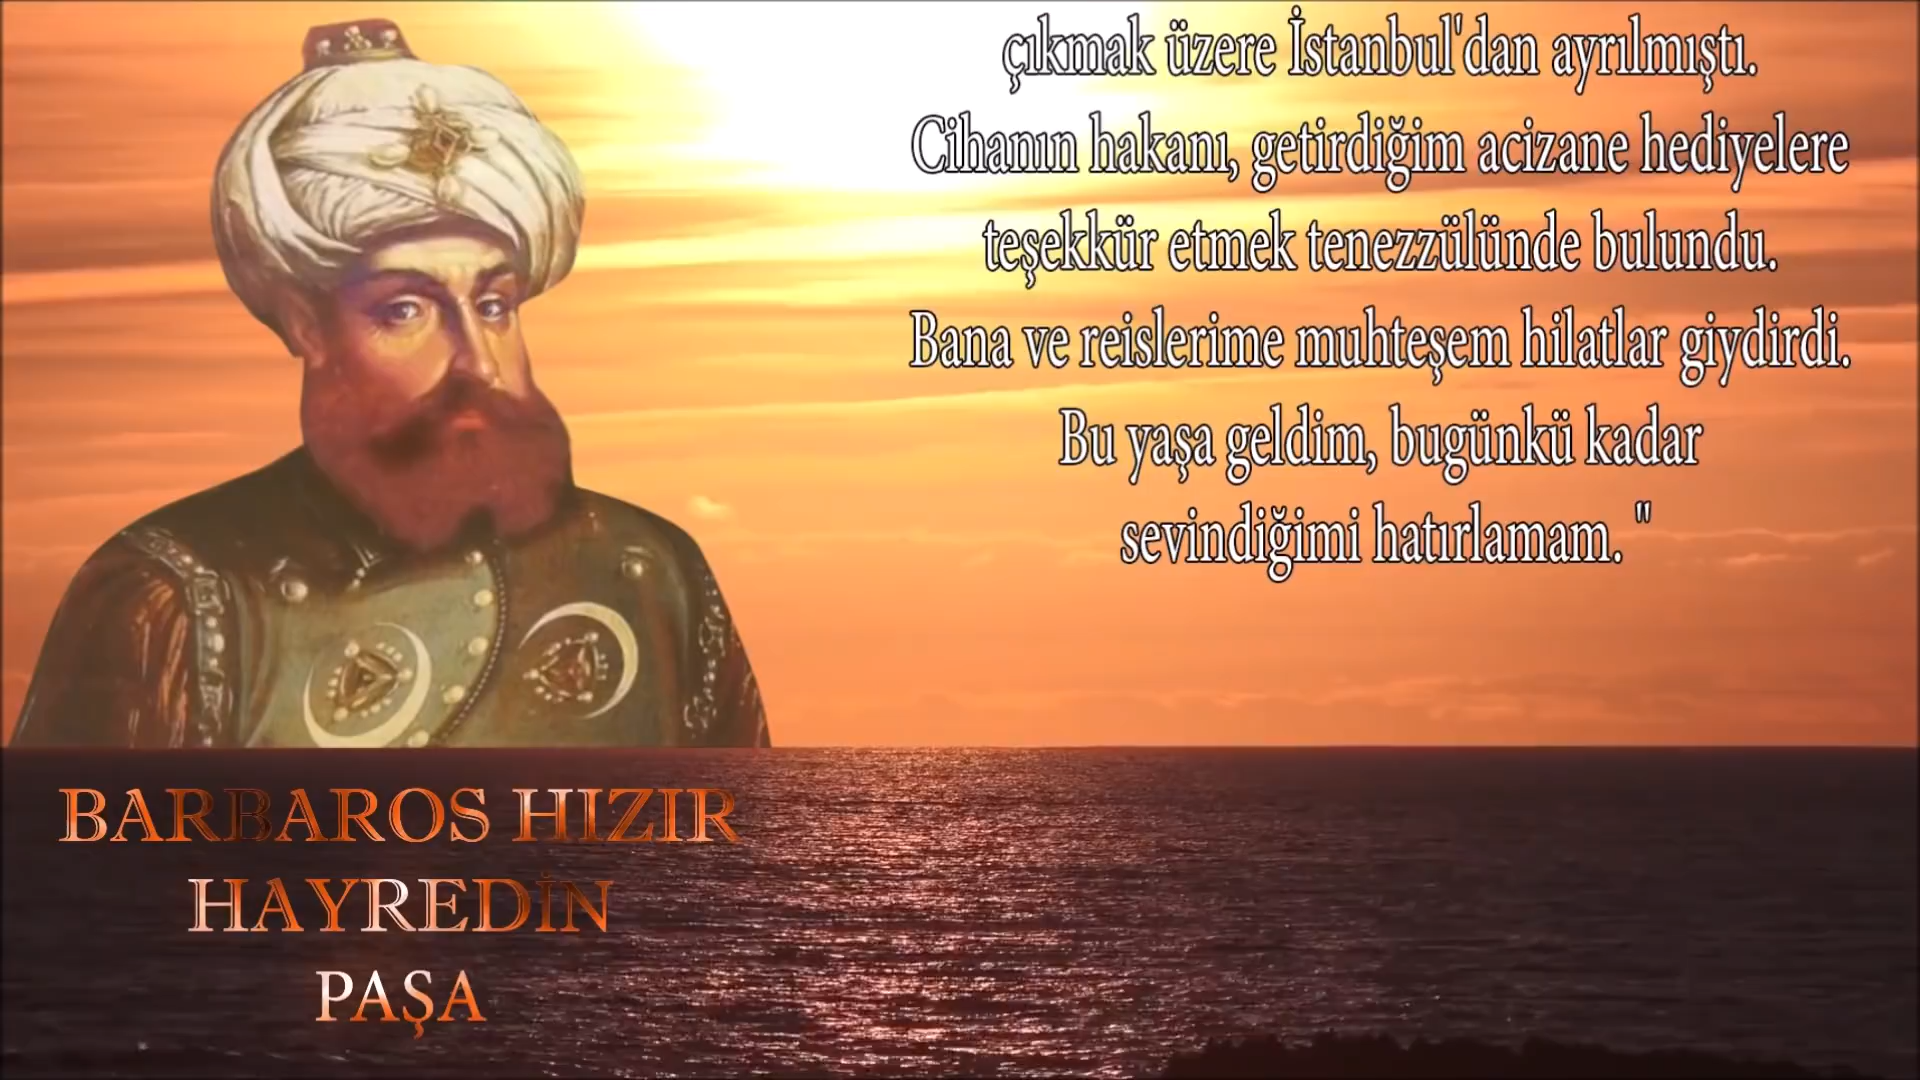 çıkmak üzere İstanbul'dan ayrılmıştı.
Cihanın hakanı, getirdiğim acizane hediyelere
teşekkür etmek tenezzülünde bulundu.
Bana ve reislerime muhteşem hilatlar giydirdi.
Bu yaşa geldim, bugünkü kadar
sevindiğimi hatırlamam. "
BARBAROS HIZIR
HAYREDİN
PAŞA